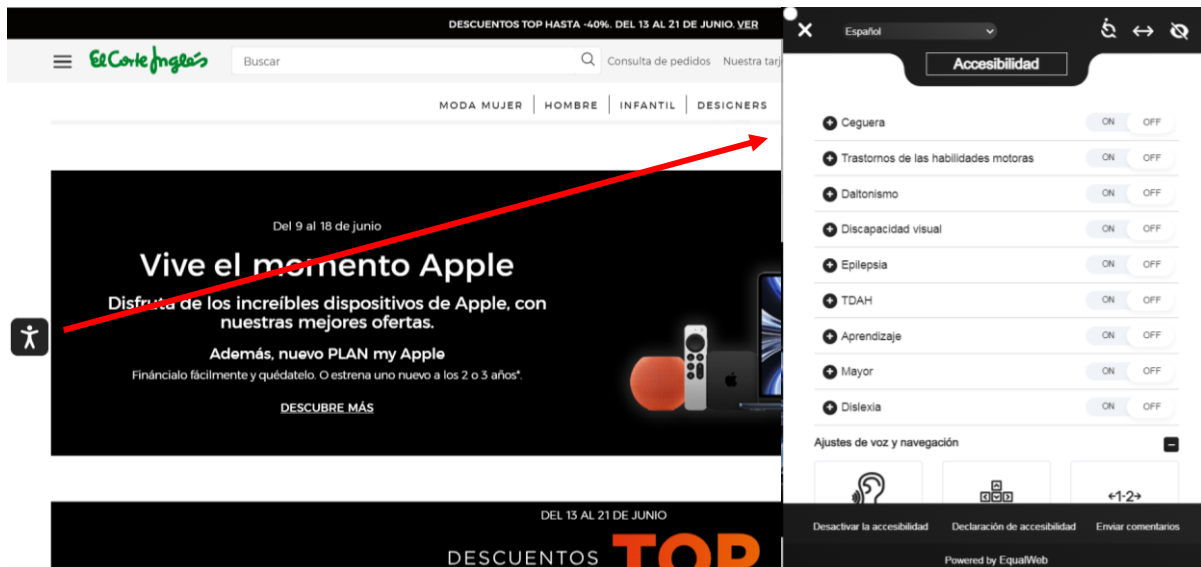 DESCUENTOS TOP HASTA -40%. DEL 13 AL 21 DE JUNIO. VER
El Corte Inglés
Buscar
Consulta de pedidos Nuestra tarj
MODA MUJER HOMBRE INFANTIL DESIGNERS
Del 9 al 18 de junio
Vive el momento Apple
Disfruta de los increíbles dispositivos de Apple, con
nuestras mejores ofertas.
Además, nuevo PLAN my Apple
Fináncialo fácilmente y quédatelo. O estrena uno nuevo a los 2 o 3 años*.
DESCUBRE MÁS
DEL 13 AL 21 DE JUNIO
DESCUENTOS TOP
Español
Accesibilidad
Ceguera ON OFF
Trastornos de las habilidades motoras ON OFF
Daltonismo ON OFF
Discapacidad visual ON OFF
Epilepsia ON OFF
TDAH ON OFF
Aprendizaje ON OFF
Mayor ON OFF
Dislexia ON OFF
Ajustes de voz y navegación
←1·2→
Desactivar la accesibilidad Declaración de accesibilidad Enviar comentarios
Powered by EqualWeb